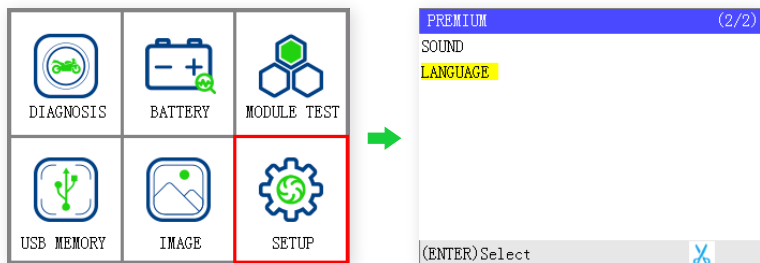 DIAGNOSIS
BATTERY
MODULE TEST
USB MEMORY
IMAGE
SETUP
PREMIUM (2/2)
SOUND
LANGUAGE
(ENTER)Select